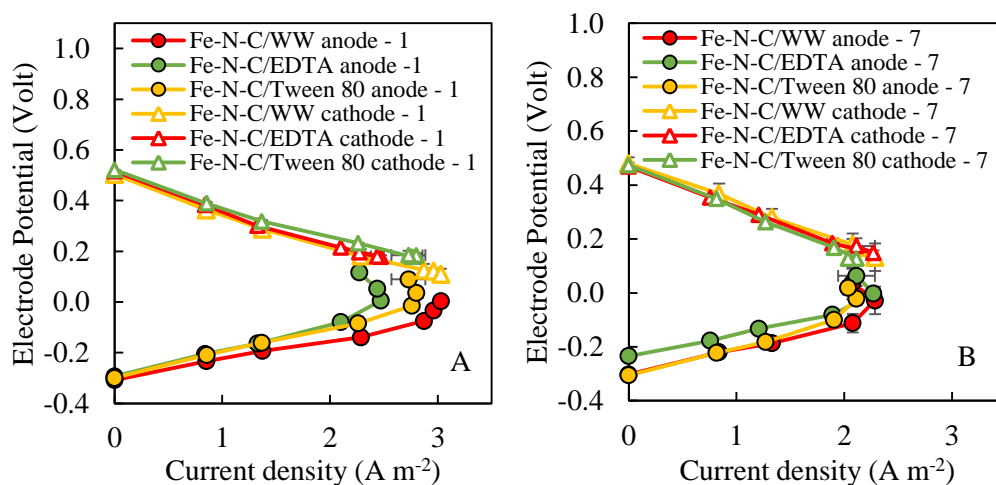 Electrode Potential (Volt)
1.0
0.8
0.6
0.4
0.2
0.0
-0.2
-0.4
Fe-N-C/WW anode - 1
Fe-N-C/EDTA anode -1
Fe-N-C/Tween 80 anode - 1
Fe-N-C/WW cathode - 1
Fe-N-C/EDTA cathode - 1
Fe-N-C/Tween 80 cathode - 1
A
0
1
2
3
Current density (A m-2)
Electrode Potential (Volt)
1.0
0.8
0.6
0.4
0.2
0.0
-0.2
-0.4
Fe-N-C/WW anode - 7
Fe-N-C/EDTA anode - 7
Fe-N-C/Tween 80 anode - 7
Fe-N-C/WW cathode - 7
Fe-N-C/EDTA cathode - 7
Fe-N-C/Tween 80 cathode - 7
B
0
1
2
3
Current density (A m-2)